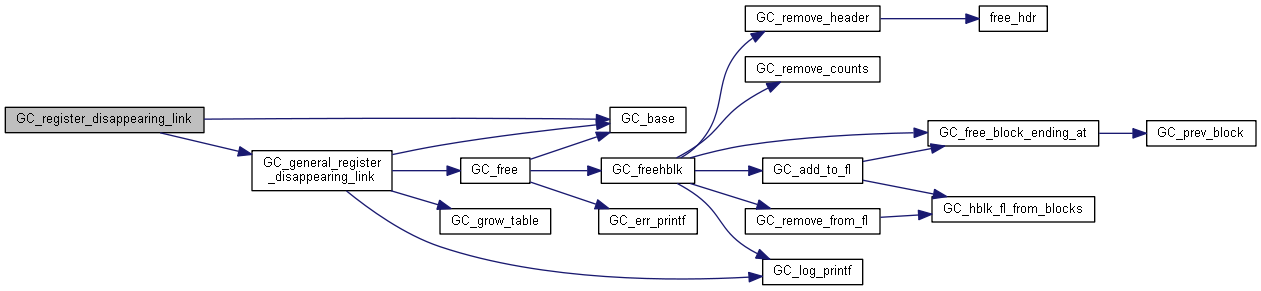 GC_register_disappearing_link
GC_general_register
_disappearing_link
GC_base
GC_free
GC_grow_table
GC_freehblk
GC_err_printf
GC_remove_header
GC_remove_counts
GC_add_to_fl
GC_remove_from_fl
GC_log_printf
free_hdr
GC_free_block_ending_at
GC_hblk_fl_from_blocks
GC_prev_block